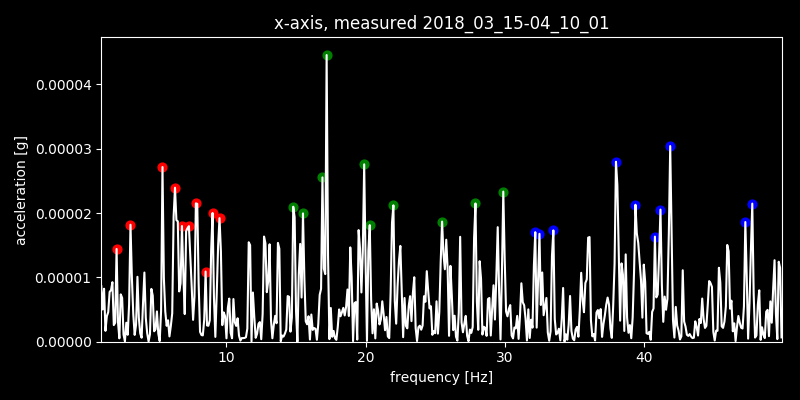 x-axis, measured 2018_03_15-04_10_01
0.00004
0.00003
0.00002
0.00001
0.00000
acceleration [g]
10 20 30 40
frequency [Hz]